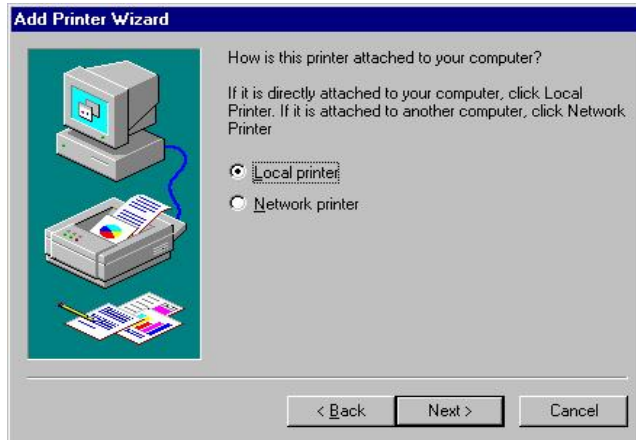 Add Printer Wizard
How is this printer attached to your computer?
If it is directly attached to your computer, click Local
Printer. If it is attached to another computer, click Network
Printer
Local printer
Network printer
< Back
Next >
Cancel